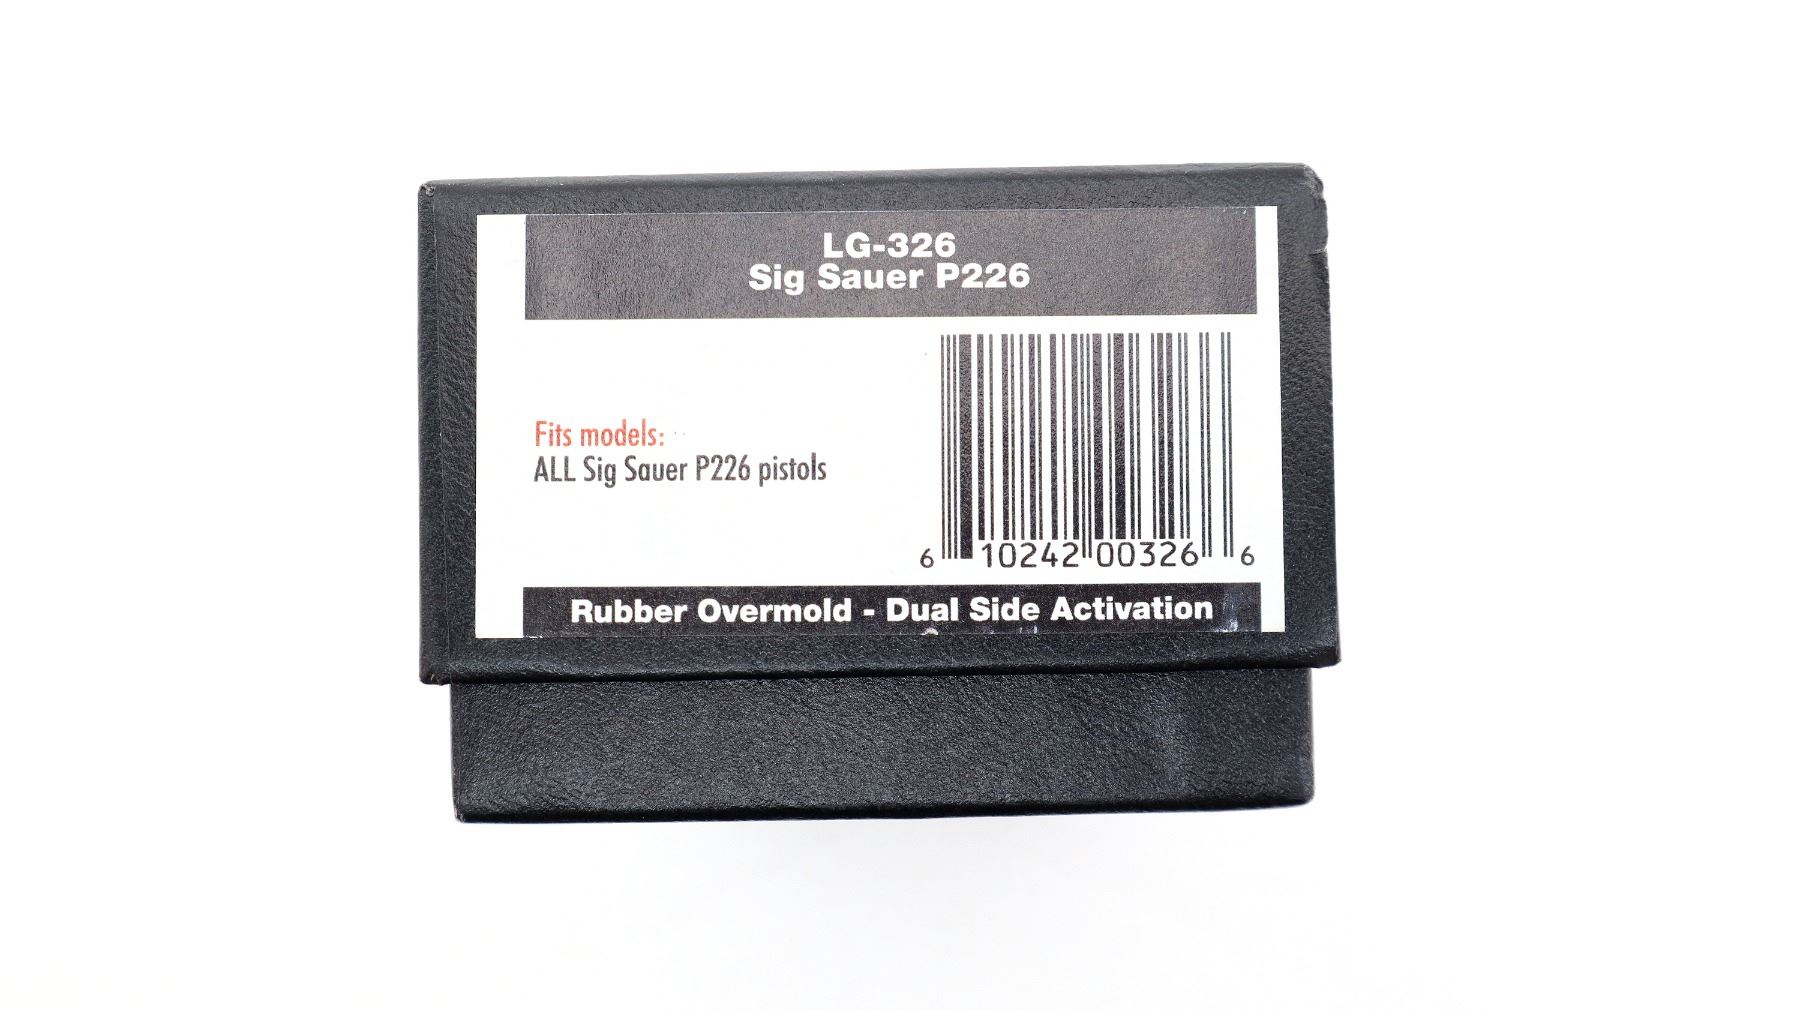 LG-326
Sig Sauer P226
Fits models:
ALL Sig Sauer P226 pistols
6 10242 00326 6
Rubber Overmold - Dual Side Activation